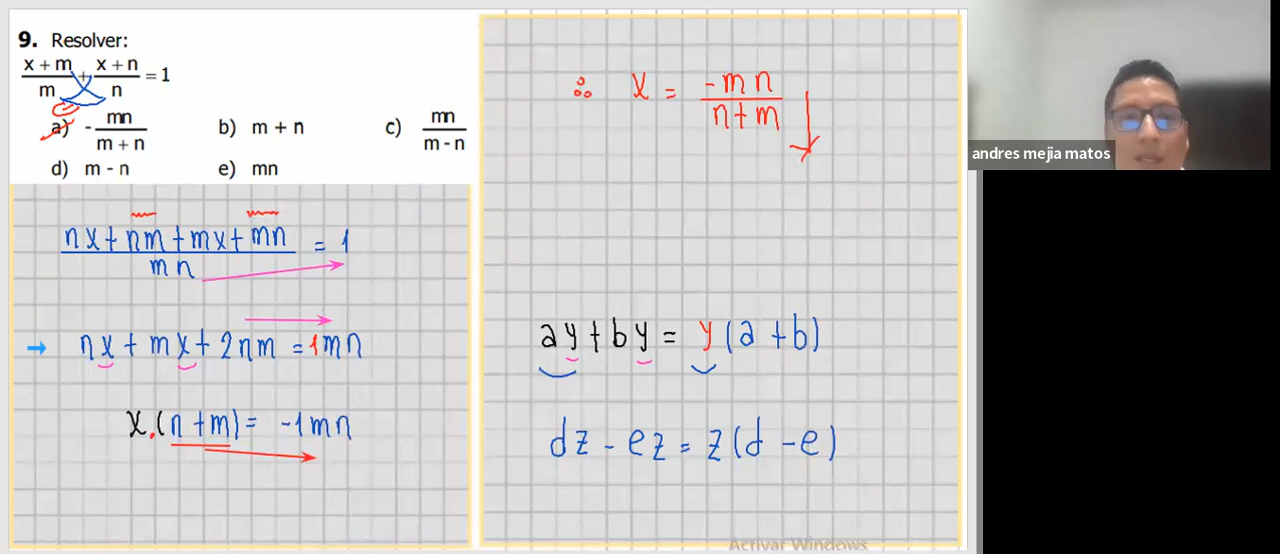 9. Resolver:
x + m / m + x + n / n = 1
a) - mn / m + n b) m + n c) mn / m - n
d) m - n e) mn
nx + nm + mx + mn / mn = 1
→ nx + mx + 2nm = 1mn
x.(n + m) = -1mn
∴ x = -mn / n + m
ay + by = y(a + b)
dz - ez = z(d - e)
andres mejia matos
Activar Windows